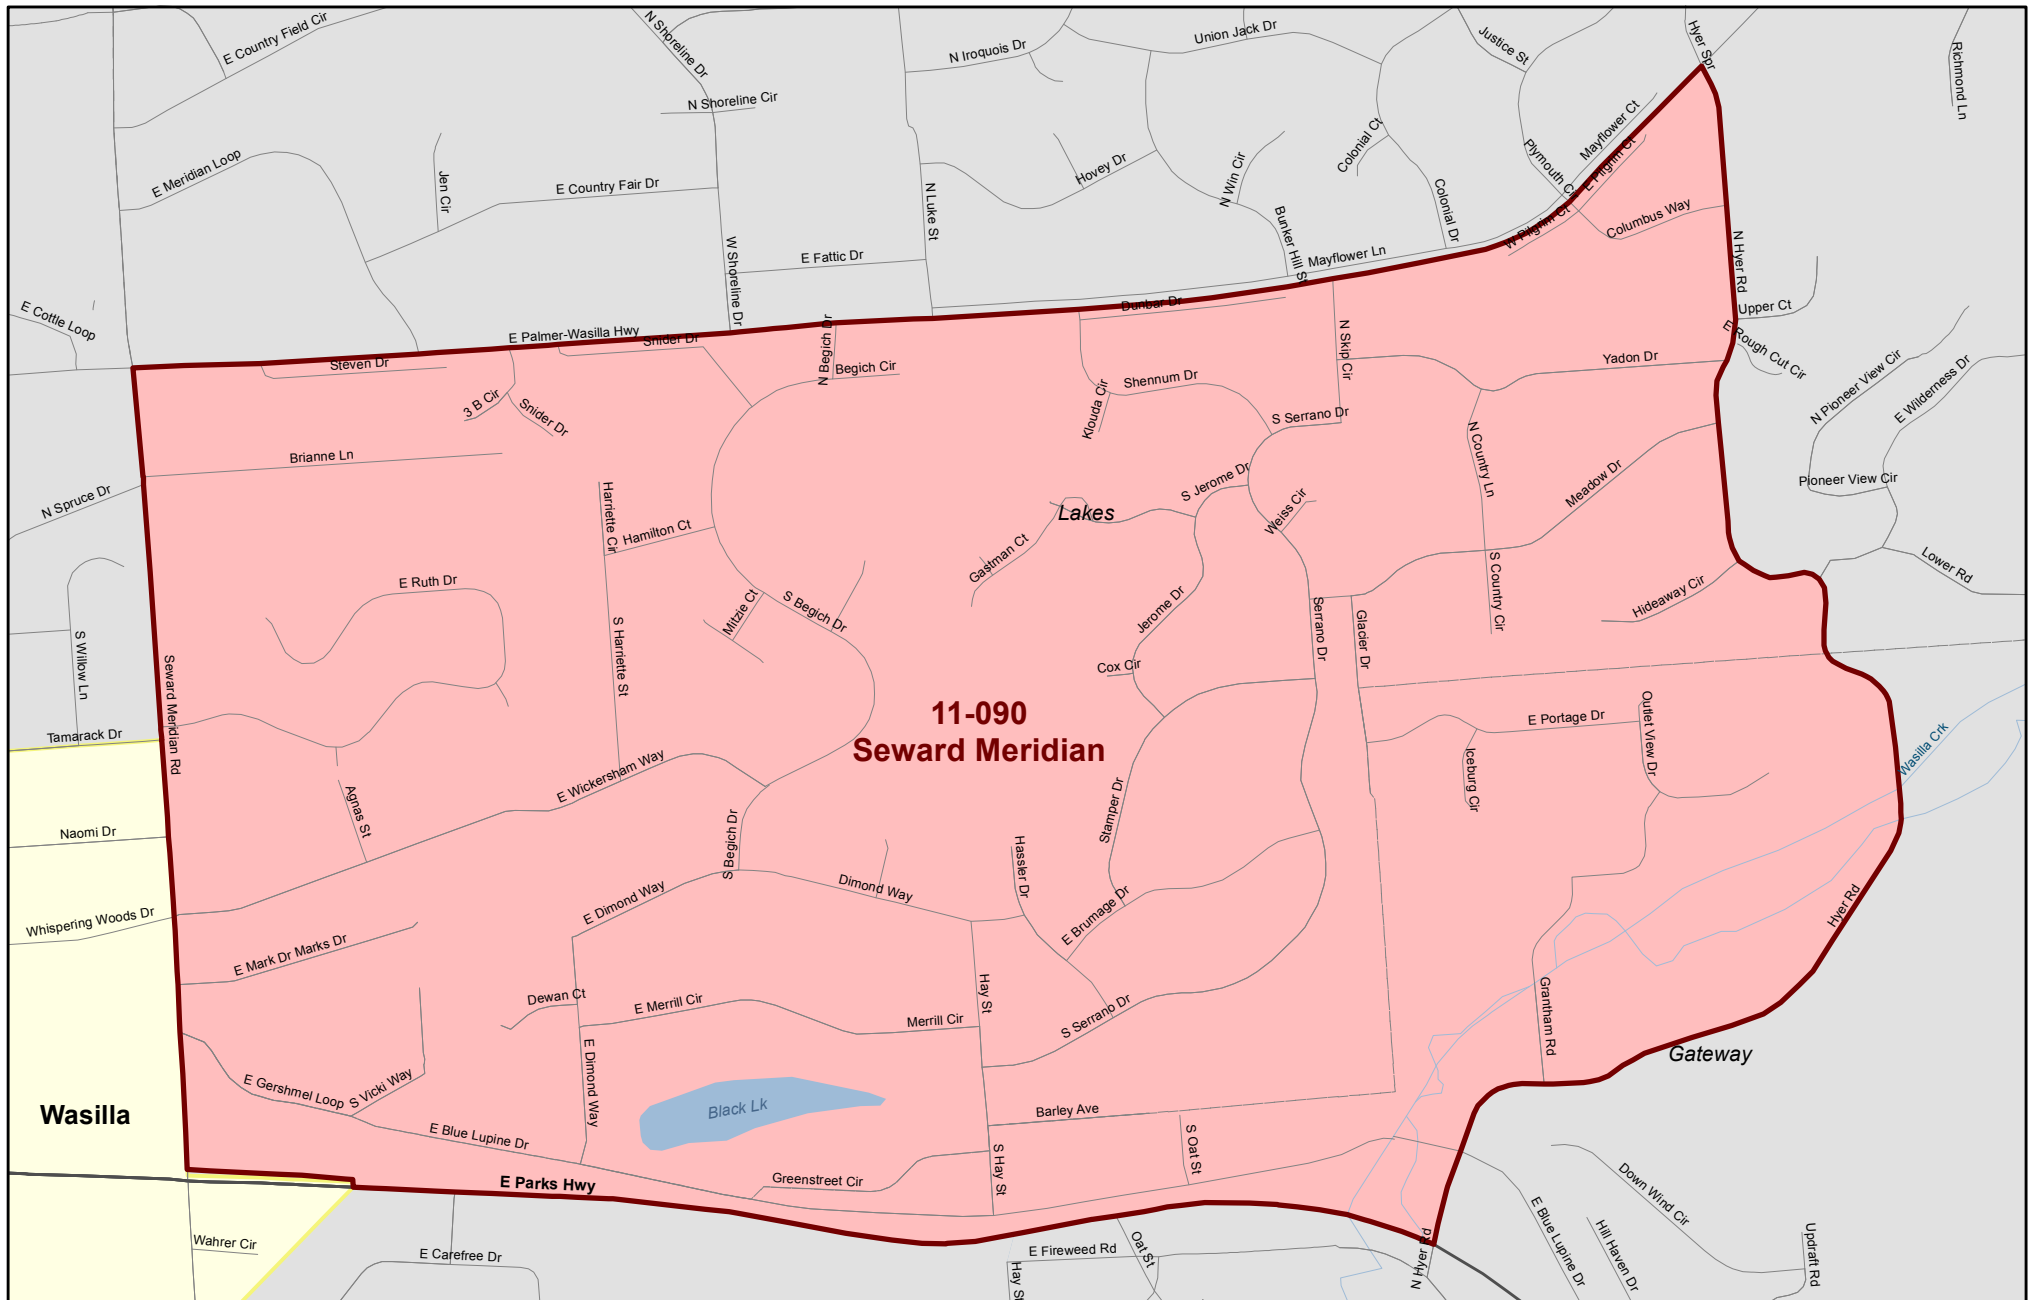 E Country Field Cir
N Shoreline Dr
N Iroquois Dr
Union Jack Dr
Justice St
Hyer Spr
Richmond Ln
N Shoreline Cir
Mayflower Ct
E Meridian Loop
Jen Cir
E Country Fair Dr
N Luke St
Hovey Dr
N Win Cir
Colonial Ct
Plymouth C
E Pilgrim Ct
Colonial Dr
Bunker Hill St
W Pilgrim Ct
Columbus Way
W Shoreline Dr
E Fattic Dr
Mayflower Ln
N Hyer Rd
E Cottle Loop
E Palmer-Wasilla Hwy
Dunbar Dr
Upper Ct
E Rough Cut Cir
Steven Dr
Snider Dr
N Begich Dr
Begich Cir
N Skip Cir
Yadon Dr
N Pioneer View Cir
E Wilderness Dr
3 B Cir
Snider Dr
Klouda Cir
Shennum Dr
S Serrano Dr
N Country Ln
Brianne Ln
N Spruce Dr
Harriette Cir
Hamilton Ct
S Jerome Dr
Weiss Cir
Meadow Dr
Pioneer View Cir
Lakes
Gastman Ct
Lower Rd
E Ruth Dr
Mitzie Ct
S Begich Dr
Jerome Dr
Serrano Dr
Glacier Dr
S Country Cir
Hideaway Cir
S Willow Ln
Seward Meridian Rd
S Harriette St
Cox Cir
11-090
Seward Meridian
E Portage Dr
Outlet View Dr
Wasilla Crk
Tamarack Dr
Iceburg Cir
E Wickersham Way
Agnas St
Stamper Dr
Naomi Dr
S Begich Dr
Hassler Dr
Dimond Way
E Dimond Way
E Brumage Dr
Hyer Rd
Whispering Woods Dr
E Mark Dr Marks Dr
Dewan Ct
E Merrill Cir
Merrill Cir
Hay St
S Serrano Dr
Grantham Rd
Gateway
E Gershmel Loop
S Vicki Way
E Dimond Way
Black Lk
Barley Ave
Wasilla
E Blue Lupine Dr
S Oat St
S Hay St
E Parks Hwy
Greenstreet Cir
Down Wind Cir
E Blue Lupine Dr
Hill Haven Dr
Updraft Rd
Wahrer Cir
E Carefree Dr
E Fireweed Rd
Oat St
N Hyer Rd
Hay St